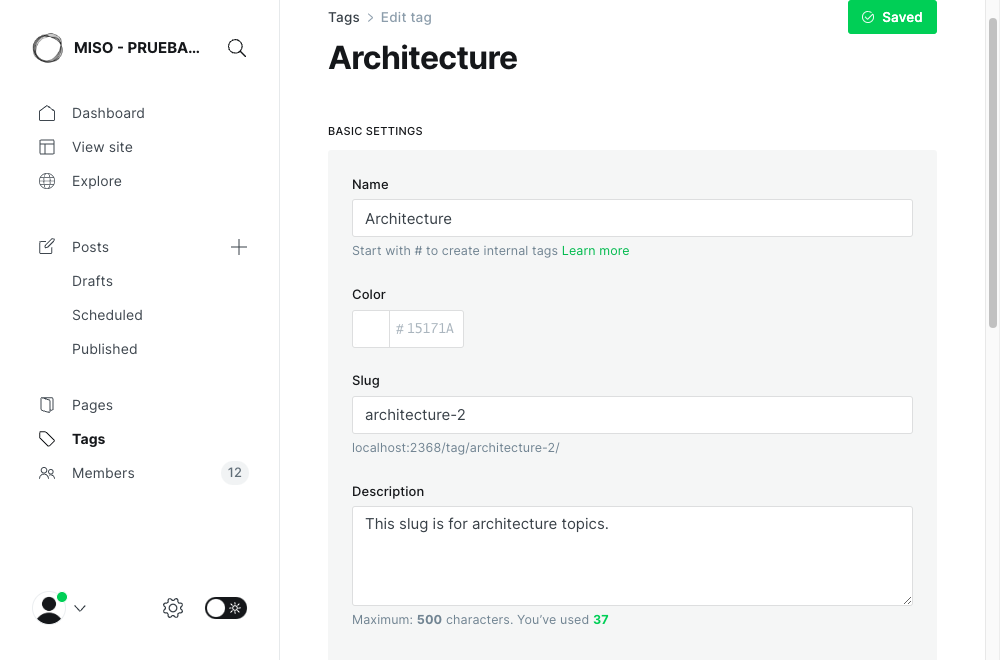 MISO - PRUEBA...
Dashboard
View site
Explore
Posts
Drafts
Scheduled
Published
Pages
Tags
Members 12
Tags > Edit tag
Saved
Architecture
BASIC SETTINGS
Name
Architecture
Start with # to create internal tags Learn more
Color
# 15171A
Slug
architecture-2
localhost:2368/tag/architecture-2/
Description
This slug is for architecture topics.
Maximum: 500 characters. You’ve used 37